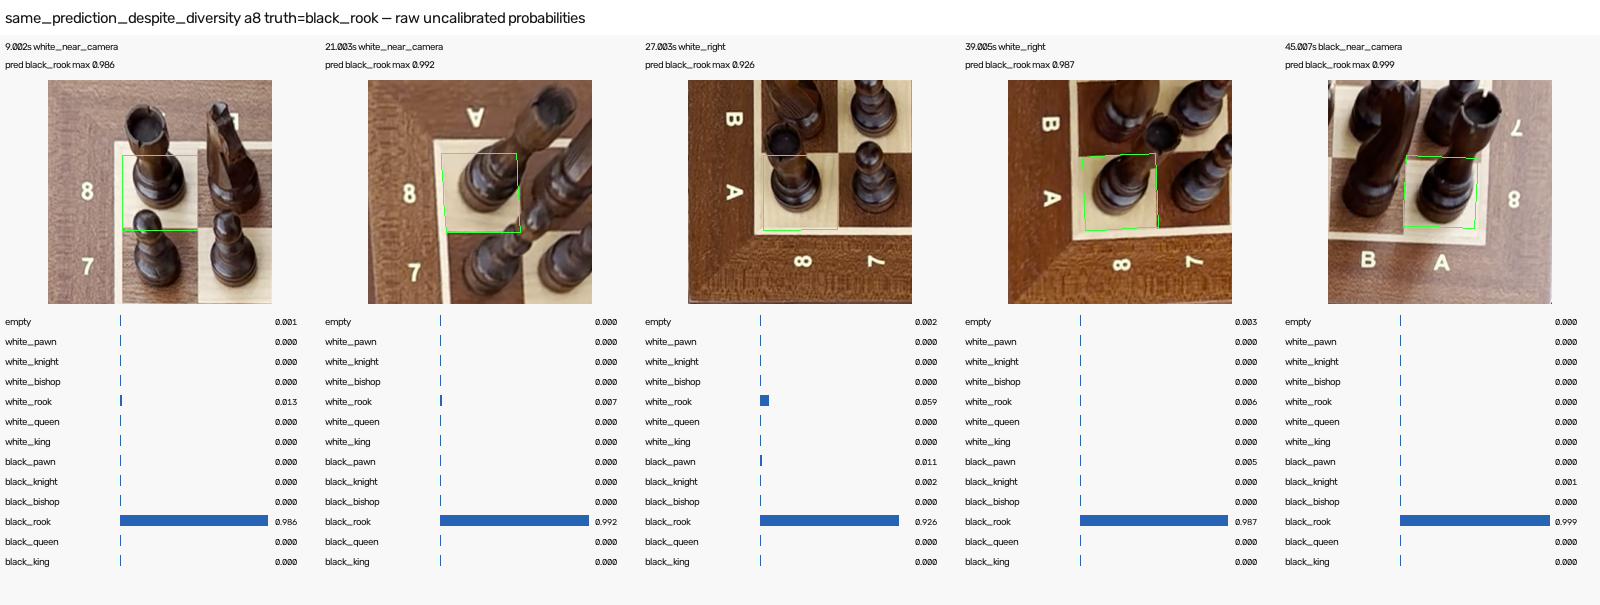 same_prediction_despite_diversity a8 truth=black_rook — raw uncalibrated probabilities
9.002s white_near_camera
pred black_rook max 0.986
8
7
empty 0.001
white_pawn 0.000
white_knight 0.000
white_bishop 0.000
white_rook 0.013
white_queen 0.000
white_king 0.000
black_pawn 0.000
black_knight 0.000
black_bishop 0.000
black_rook 0.986
black_queen 0.000
black_king 0.000
21.003s white_near_camera
pred black_rook max 0.992
A
8
7
empty 0.000
white_pawn 0.000
white_knight 0.000
white_bishop 0.000
white_rook 0.007
white_queen 0.000
white_king 0.000
black_pawn 0.000
black_knight 0.000
black_bishop 0.000
black_rook 0.992
black_queen 0.000
black_king 0.000
27.003s white_right
pred black_rook max 0.926
B
A
8 7
empty 0.002
white_pawn 0.000
white_knight 0.000
white_bishop 0.000
white_rook 0.059
white_queen 0.000
white_king 0.000
black_pawn 0.011
black_knight 0.002
black_bishop 0.000
black_rook 0.926
black_queen 0.000
black_king 0.000
39.005s white_right
pred black_rook max 0.987
B
A
8 7
empty 0.003
white_pawn 0.000
white_knight 0.000
white_bishop 0.000
white_rook 0.006
white_queen 0.000
white_king 0.000
black_pawn 0.005
black_knight 0.000
black_bishop 0.000
black_rook 0.987
black_queen 0.000
black_king 0.000
45.007s black_near_camera
pred black_rook max 0.999
7
8
B A
empty 0.000
white_pawn 0.000
white_knight 0.000
white_bishop 0.000
white_rook 0.000
white_queen 0.000
white_king 0.000
black_pawn 0.000
black_knight 0.001
black_bishop 0.000
black_rook 0.999
black_queen 0.000
black_king 0.000